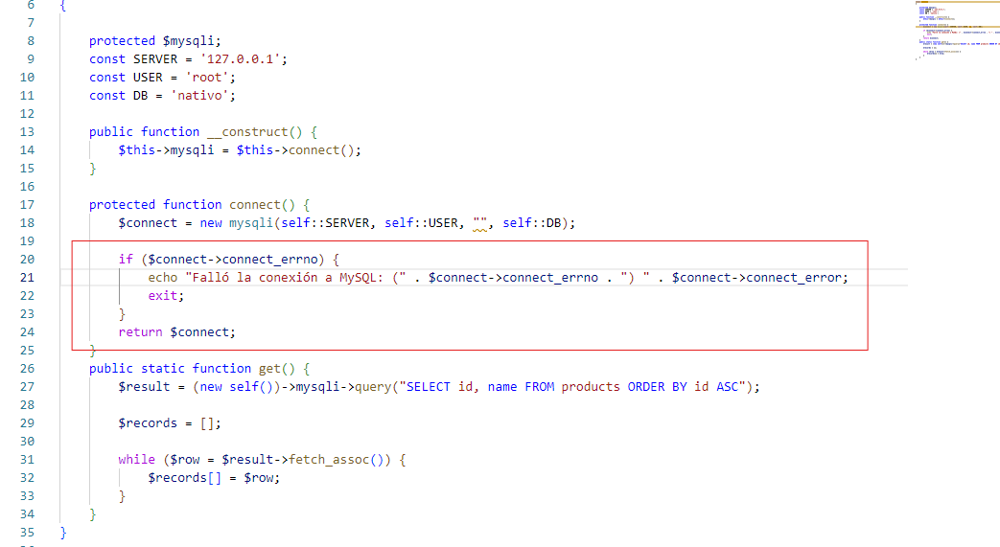 6 {
7
8 protected $mysqli;
9 const SERVER = '127.0.0.1';
10 const USER = 'root';
11 const DB = 'nativo';
12
13 public function __construct() {
14 $this->mysqli = $this->connect();
15 }
16
17 protected function connect() {
18 $connect = new mysqli(self::SERVER, self::USER, "", self::DB);
19
20 if ($connect->connect_errno) {
21 echo "Falló la conexión a MySQL: (" . $connect->connect_errno . ") " . $connect->connect_error;
22 exit;
23 }
24 return $connect;
25 }
26 public static function get() {
27 $result = (new self())->mysqli->query("SELECT id, name FROM products ORDER BY id ASC");
28
29 $records = [];
30
31 while ($row = $result->fetch_assoc()) {
32 $records[] = $row;
33 }
34 }
35 }